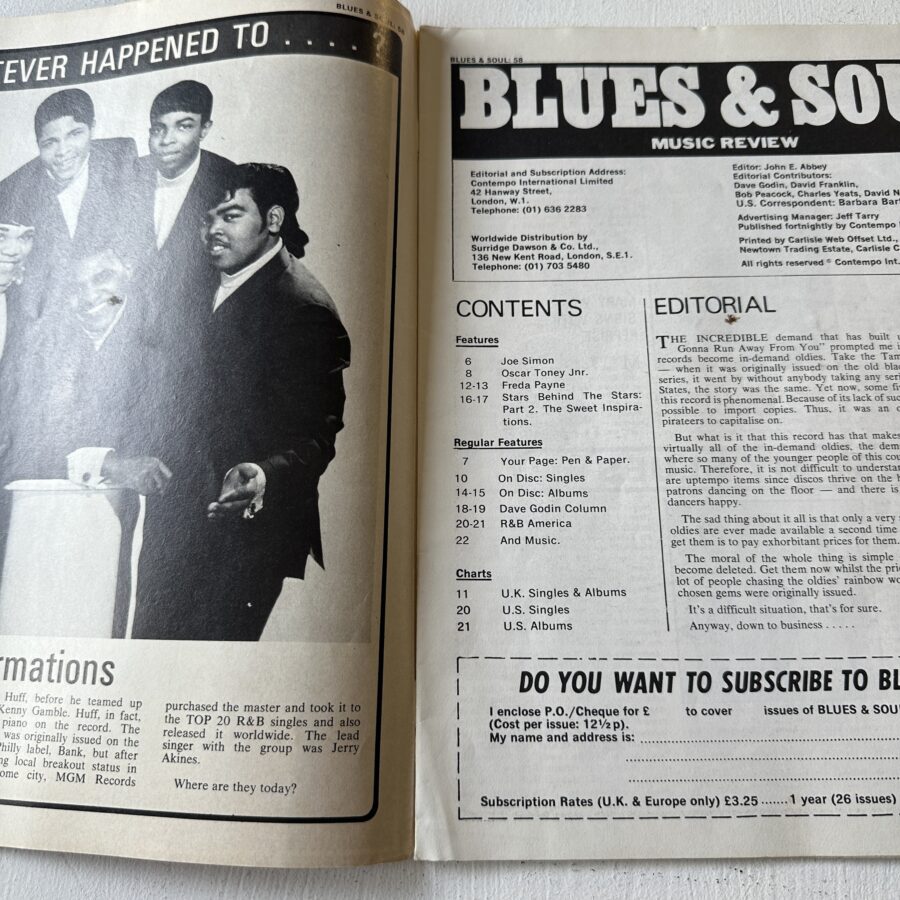 BLUES & SOUL: 58
TEVER HAPPENED TO . . . . ?
rmations
Huff, before he teamed up
Kenny Gamble. Huff, in fact,
piano on the record. The
was originally issued on the
Philly label, Bank, but after
ng local breakout status in
ome city, MGM Records
purchased the master and took it to
the TOP 20 R&B singles and also
released it worldwide. The lead
singer with the group was Jerry
Akines.
Where are they today?
BLUES & SOUL: 58
BLUES & SOU
MUSIC REVIEW
Editorial and Subscription Address:
Contempo International Limited
42 Hanway Street,
London, W.1.
Telephone: (01) 636 2283
Worldwide Distribution by
Surridge Dawson & Co. Ltd.,
136 New Kent Road, London, S.E.1.
Telephone: (01) 703 5480
Editor: John E. Abbey
Editorial Contributors:
Dave Godin, David Franklin,
Bob Peacock, Charles Yeats, David N
U.S. Correspondent: Barbara Bar
Advertising Manager: Jeff Tarry
Published fortnightly by Contempo
Printed by Carlisle Web Offset Ltd.,
Newtown Trading Estate, Carlisle C
All rights reserved © Contempo Int.
CONTENTS
Features
6 Joe Simon
8 Oscar Toney Jnr.
12-13 Freda Payne
16-17 Stars Behind The Stars:
Part 2. The Sweet Inspira-
tions.
Regular Features
7 Your Page: Pen & Paper.
10 On Disc: Singles
14-15 On Disc: Albums
18-19 Dave Godin Column
20-21 R&B America
22 And Music.
Charts
11 U.K. Singles & Albums
20 U.S. Singles
21 U.S. Albums
EDITORIAL
THE INCREDIBLE demand that has built u
Gonna Run Away From You" prompted me i
records become in-demand oldies. Take the Tam
— when it was originally issued on the old blac
series, it went by without anybody taking any seri
States, the story was the same. Yet now, some fi
this record is phenomenal. Because of its lack of suc
possible to import copies. Thus, it was an o
pirateers to capitalise on.
But what is it that this record has that makes
virtually all of the in-demand oldies, the dem
where so many of the younger people of this cou
music. Therefore, it is not difficult to understan
are uptempo items since discos thrive on the b
patrons dancing on the floor — and there is
dancers happy.
The sad thing about it all is that only a very s
oldies are ever made available a second time
get them is to pay exhorbitant prices for them.
The moral of the whole thing is simple
become deleted. Get them now whilst the pri
lot of people chasing the oldies' rainbow wo
chosen gems were originally issued.
It's a difficult situation, that's for sure.
Anyway, down to business . . . . .
DO YOU WANT TO SUBSCRIBE TO BL
I enclose P.O./Cheque for £ to cover issues of BLUES & SOU
(Cost per issue: 12½p).
My name and address is:
Subscription Rates (U.K. & Europe only) £3.25 ....... 1 year (26 issues)